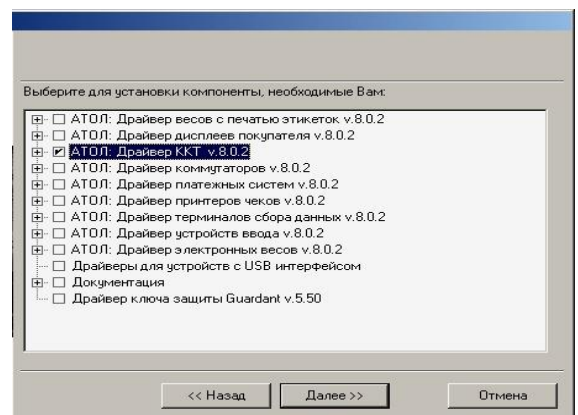 Выберите для установки компоненты, необходимые Вам:
АТОЛ: Драйвер весов с печатью этикеток v.8.0.2
АТОЛ: Драйвер дисплеев покупателя v.8.0.2
АТОЛ: Драйвер ККТ v.8.0.2
АТОЛ: Драйвер коммутаторов v.8.0.2
АТОЛ: Драйвер платежных систем v.8.0.2
АТОЛ: Драйвер принтеров чеков v.8.0.2
АТОЛ: Драйвер терминалов сбора данных v.8.0.2
АТОЛ: Драйвер устройств ввода v.8.0.2
АТОЛ: Драйвер электронных весов v.8.0.2
Драйверы для устройств с USB интерфейсом
Документация
Драйвер ключа защиты Guardant v.5.50
<< Назад Далее >> Отмена